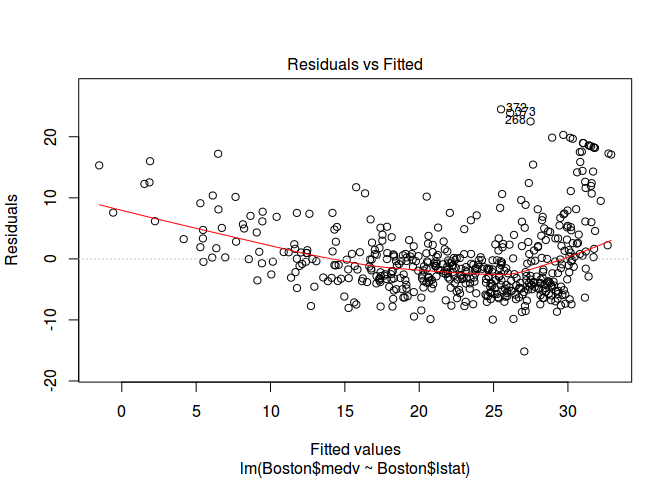 Residuals vs Fitted
372
373
268
Residuals
20
10
0
-10
-20
0 5 10 15 20 25 30
Fitted values
lm(Boston$medv ~ Boston$lstat)